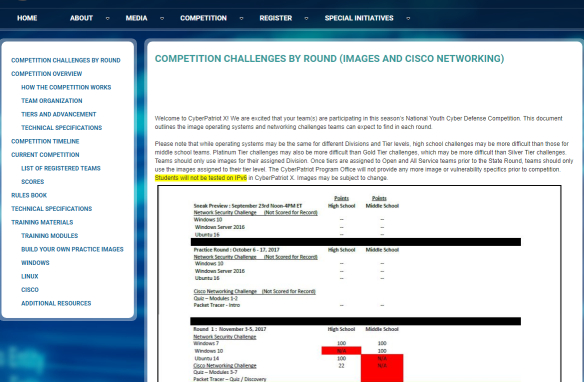 HOME ABOUT MEDIA COMPETITION REGISTER SPECIAL INITIATIVES
COMPETITION CHALLENGES BY ROUND
COMPETITION OVERVIEW
HOW THE COMPETITION WORKS
TEAM ORGANIZATION
TIERS AND ADVANCEMENT
TECHNICAL SPECIFICATIONS
COMPETITION TIMELINE
CURRENT COMPETITION
LIST OF REGISTERED TEAMS
SCORES
RULES BOOK
TECHNICAL SPECIFICATIONS
TRAINING MATERIALS
TRAINING MODULES
BUILD YOUR OWN PRACTICE IMAGES
WINDOWS
LINUX
CISCO
ADDITIONAL RESOURCES
COMPETITION CHALLENGES BY ROUND (IMAGES AND CISCO NETWORKING)
Welcome to CyberPatriot X! We are excited that your team(s) are participating in this season's National Youth Cyber Defense Competition. This document
outlines the image operating systems and networking challenges teams can expect to find in each round.
Please note that while operating systems may be the same for different Divisions and Tier levels, high school challenges may be more difficult than those for
middle school teams. Platinum Tier challenges may also be more difficult than Gold Tier challenges, which may be more difficult than Silver Tier challenges.
Teams should only use images for their assigned Division. Once tiers are assigned to Open and All Service teams prior to the State Round, teams should only
use the images assigned to their tier level. The CyberPatriot Program Office will not provide any more image or vulnerability specifics prior to competition.
Students will not be tested on IPv6 in CyberPatriot X. Images may be subject to change.
Points Points
Sneak Preview : September 23rd Noon-4PM ET High School Middle School
Network Security Challenge (Not Scored for Record)
Windows 10 -- --
Windows Server 2016 -- --
Ubuntu 16 -- --
Practice Round : October 6 - 17, 2017 High School Middle School
Network Security Challenge (Not Scored for Record)
Windows 10 -- --
Windows Server 2016 -- --
Ubuntu 16 -- --
Cisco Networking Challenge (Not Scored for Record)
Quiz – Modules 1-2
Packet Tracer - Intro -- --
Round 1 : November 3-5, 2017 High School Middle School
Network Security Challenge
Windows 7 100 100
Windows 10 N/A 100
Ubuntu 14 100 100
Cisco Networking Challenge 22 N/A
Quiz – Modules 3-7
Packet Tracer – Quiz / Discovery